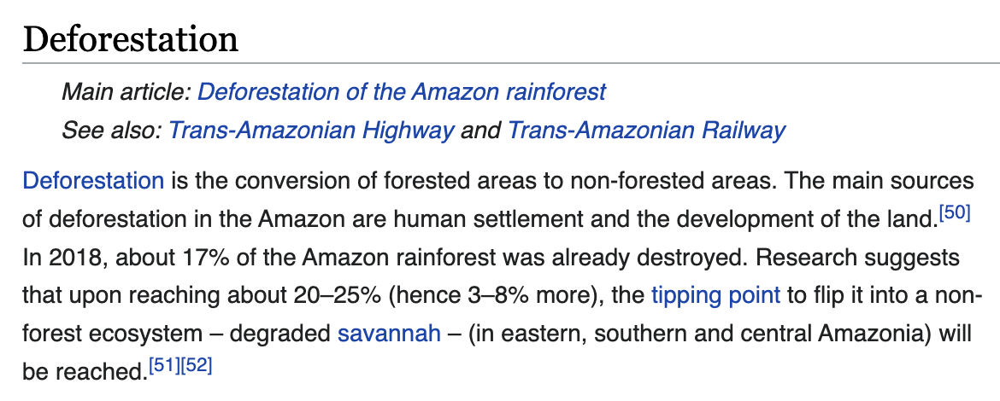 Deforestation
Main article: Deforestation of the Amazon rainforest
See also: Trans-Amazonian Highway and Trans-Amazonian Railway
Deforestation is the conversion of forested areas to non-forested areas. The main sources
of deforestation in the Amazon are human settlement and the development of the land.[50]
In 2018, about 17% of the Amazon rainforest was already destroyed. Research suggests
that upon reaching about 20–25% (hence 3–8% more), the tipping point to flip it into a non-
forest ecosystem – degraded savannah – (in eastern, southern and central Amazonia) will
be reached.[51][52]